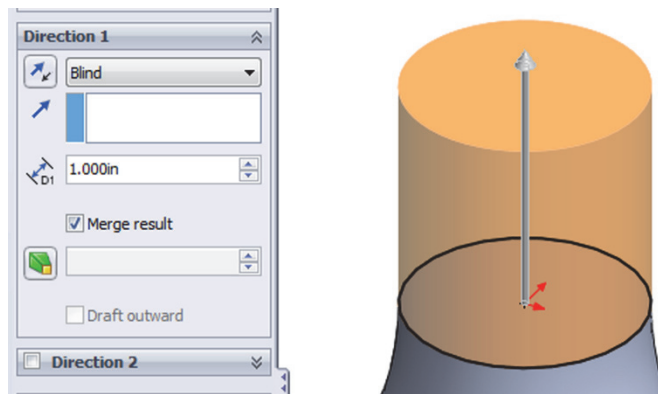 Direction 1
Blind
D1
1.000in
Merge result
Draft outward
Direction 2